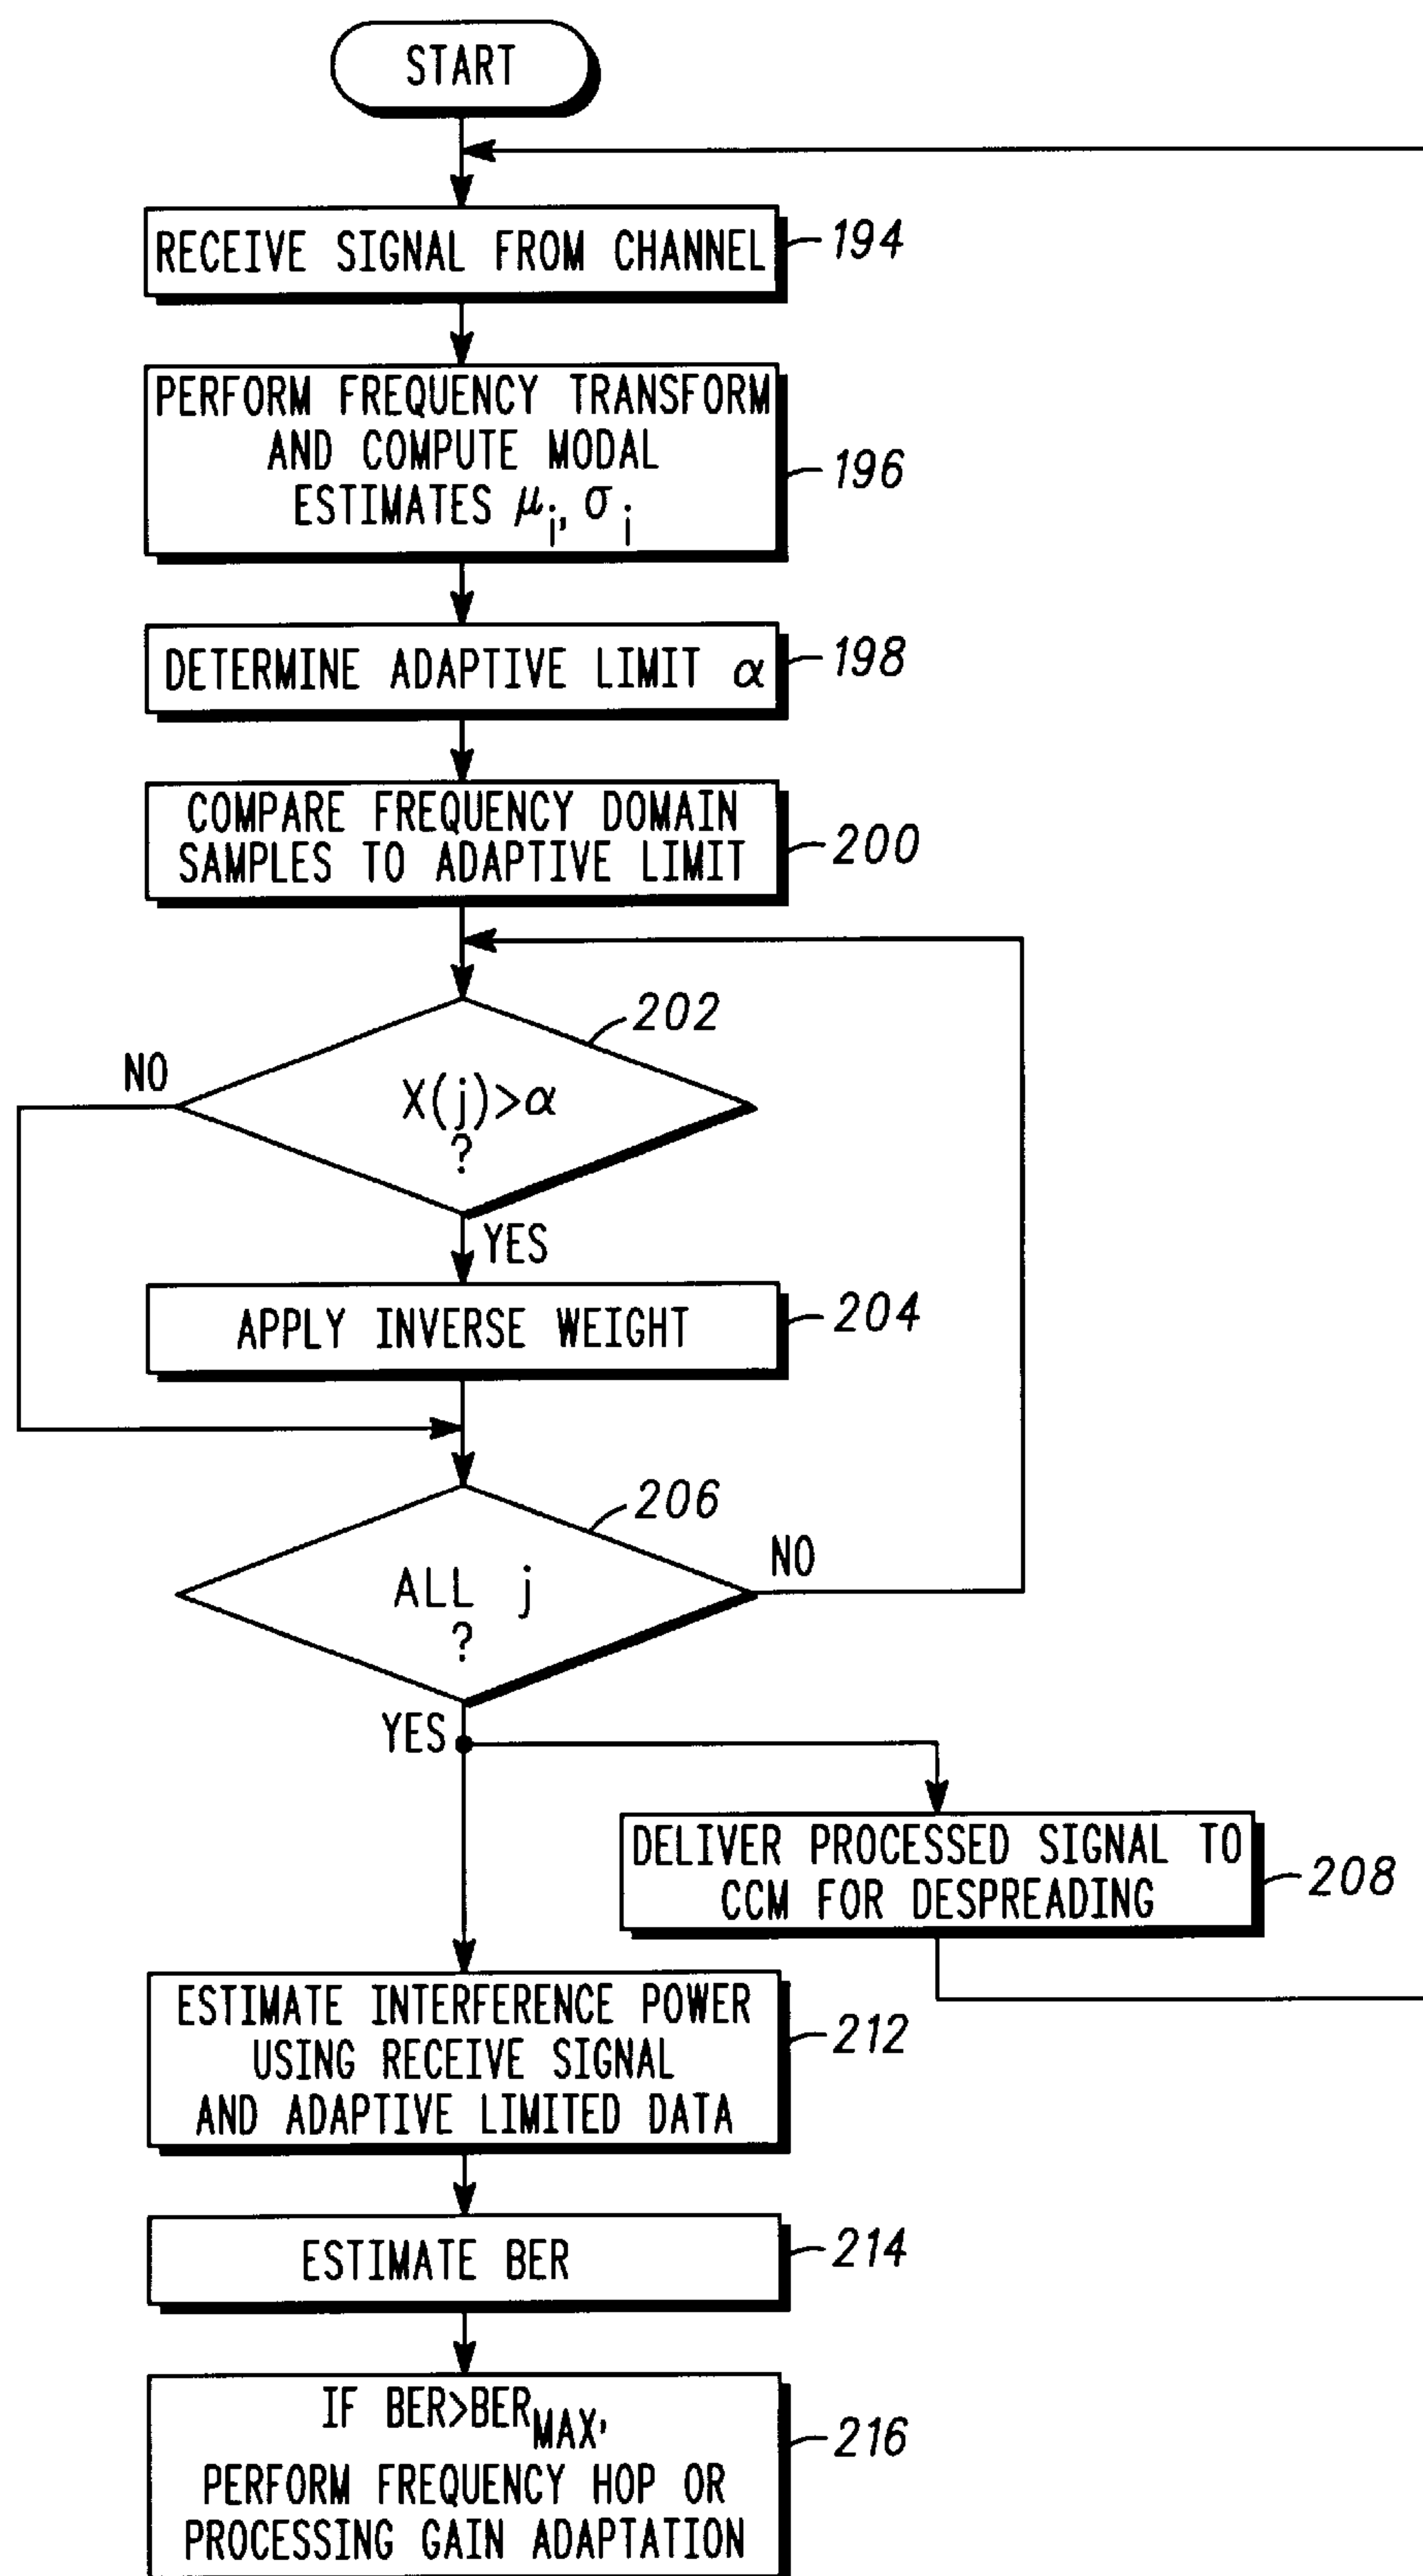 START
RECEIVE SIGNAL FROM CHANNEL
194
PERFORM FREQUENCY TRANSFORM
AND COMPUTE MODAL
ESTIMATES μi, σi
196
DETERMINE ADAPTIVE LIMIT α
198
COMPARE FREQUENCY DOMAIN
SAMPLES TO ADAPTIVE LIMIT
200
202
NO
X(j)>α
?
YES
APPLY INVERSE WEIGHT
204
206
NO
ALL j
?
YES
DELIVER PROCESSED SIGNAL TO
CCM FOR DESPREADING
208
ESTIMATE INTERFERENCE POWER
USING RECEIVE SIGNAL
AND ADAPTIVE LIMITED DATA
212
ESTIMATE BER
214
IF BER>BERMAX,
PERFORM FREQUENCY HOP OR
PROCESSING GAIN ADAPTATION
216